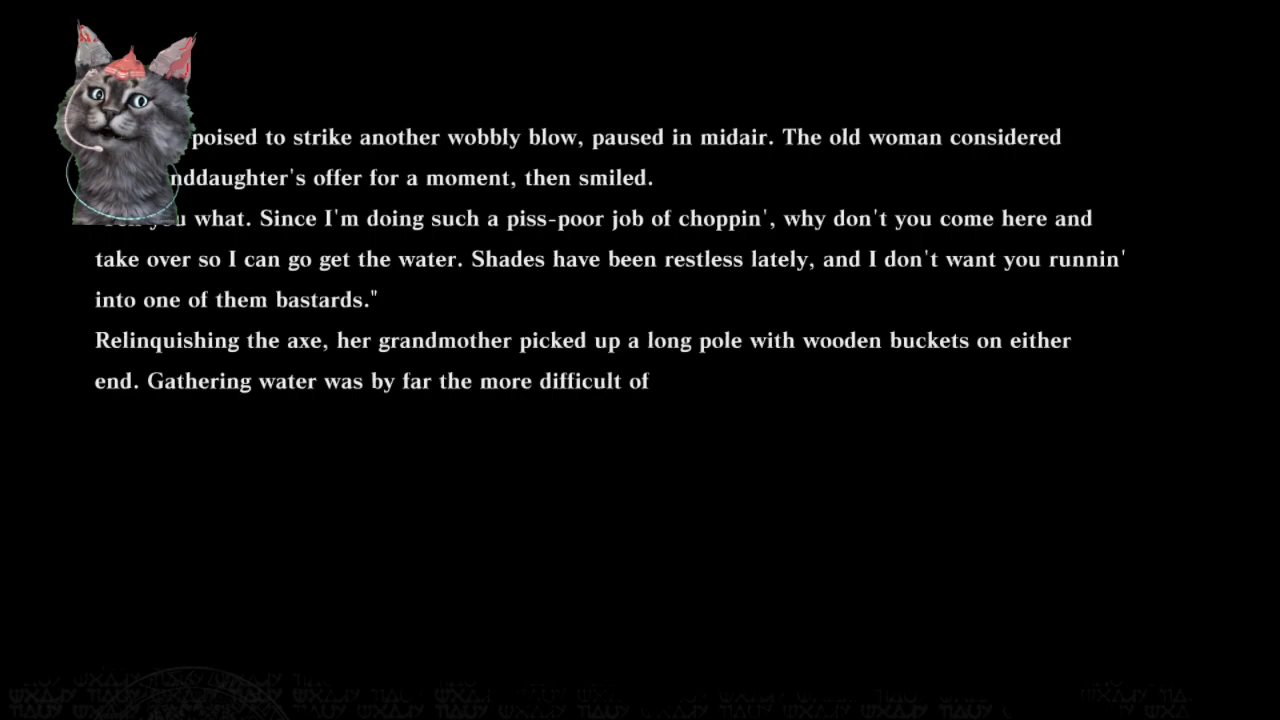 poised to strike another wobbly blow, paused in midair. The old woman considered
nddaughter's offer for a moment, then smiled.
you what. Since I'm doing such a piss-poor job of choppin', why don't you come here and
take over so I can go get the water. Shades have been restless lately, and I don't want you runnin'
into one of them bastards."
Relinquishing the axe, her grandmother picked up a long pole with wooden buckets on either
end. Gathering water was by far the more difficult of